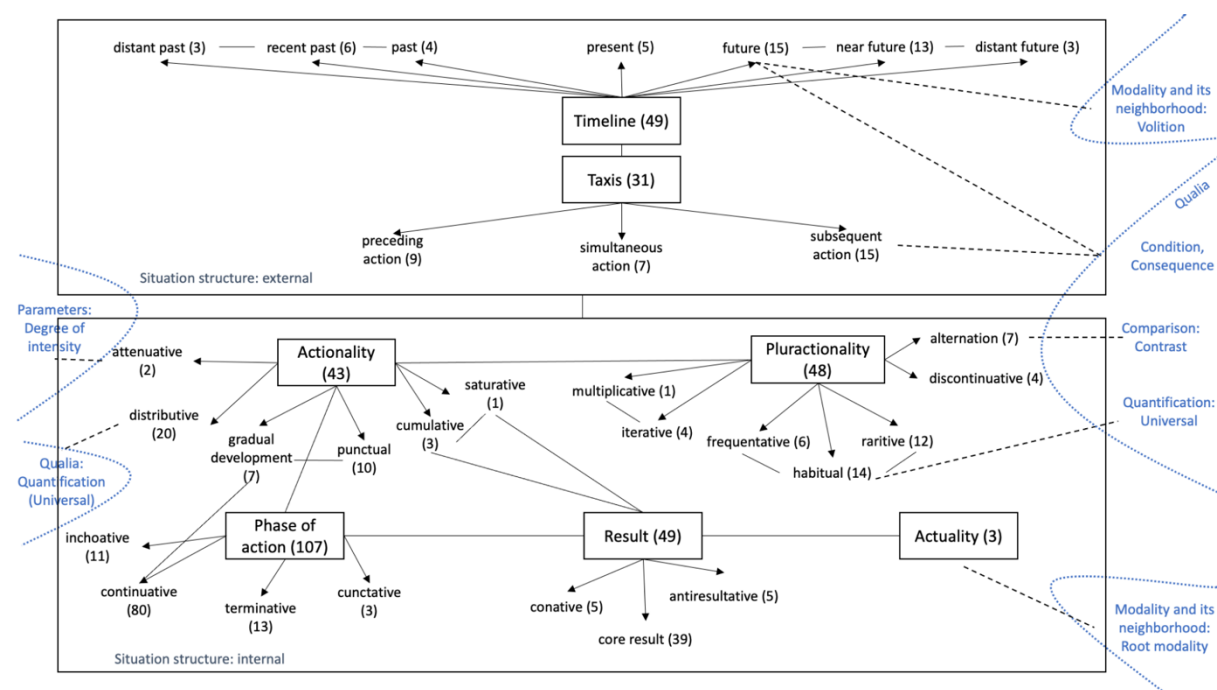 distant past (3)
recent past (6)
past (4)
present (5)
future (15)
near future (13)
distant future (3)
Modality and its
neighborhood:
Volition
Timeline (49)
Taxis (31)
Qualia
preceding
action (9)
simultaneous
action (7)
subsequent
action (15)
Condition,
Consequence
Situation structure: external
Parameters:
Degree of
intensity
attenuative
(2)
Actionality
(43)
saturative
(1)
multiplicative (1)
Pluractionality
(48)
alternation (7)
discontinuative (4)
Comparison:
Contrast
distributive
(20)
gradual
development
(7)
punctual
(10)
cumulative
(3)
iterative (4)
frequentative (6)
habitual (14)
raritive (12)
Quantification:
Universal
Qualia:
Quantification
(Universal)
inchoative
(11)
Phase of
action (107)
Result (49)
Actuality (3)
continuative
(80)
terminative
(13)
cunctative
(3)
conative (5)
core result (39)
antiresultative (5)
Modality and its
neighborhood:
Root modality
Situation structure: internal